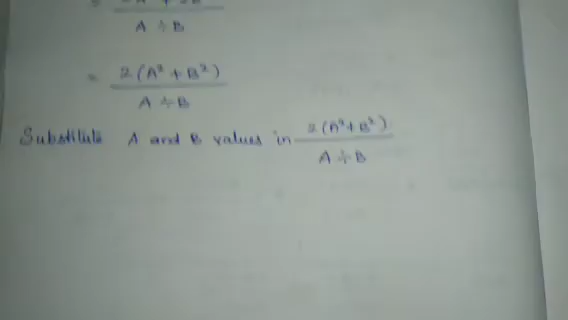 A ÷ B
= 2(A² + B²)
A ÷ B
Substitute A and B values in 2(A²+B²)
A ÷ B